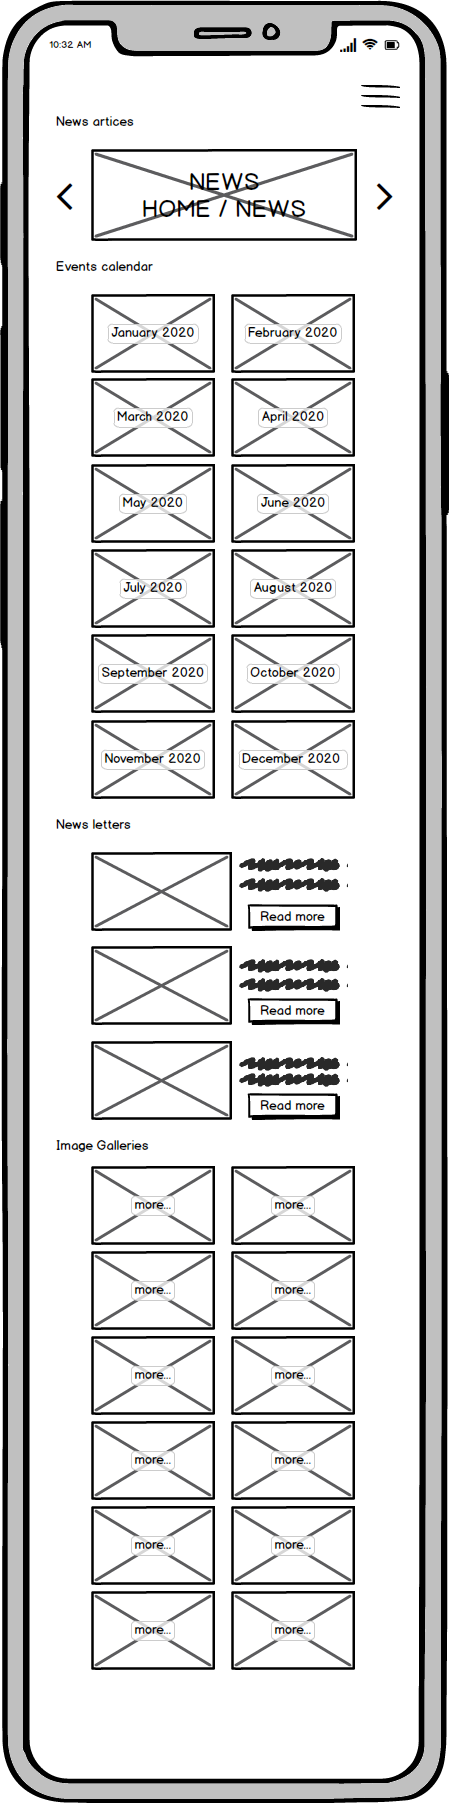 10:32 AM
News artices
NEWS
HOME / NEWS
Events calendar
January 2020
February 2020
March 2020
April 2020
May 2020
June 2020
July 2020
August 2020
September 2020
October 2020
November 2020
December 2020
News letters
Read more
Read more
Read more
Image Galleries
more...
more...
more...
more...
more...
more...
more...
more...
more...
more...
more...
more...